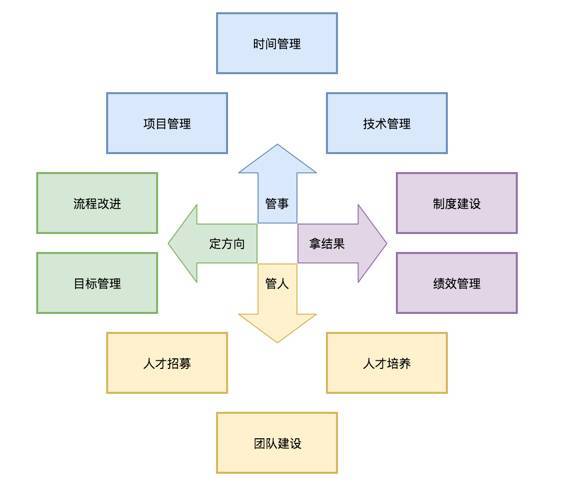 时间管理
项目管理
技术管理
管事
流程改进
制度建设
定方向
拿结果
目标管理
管人
绩效管理
人才招募
人才培养
团队建设